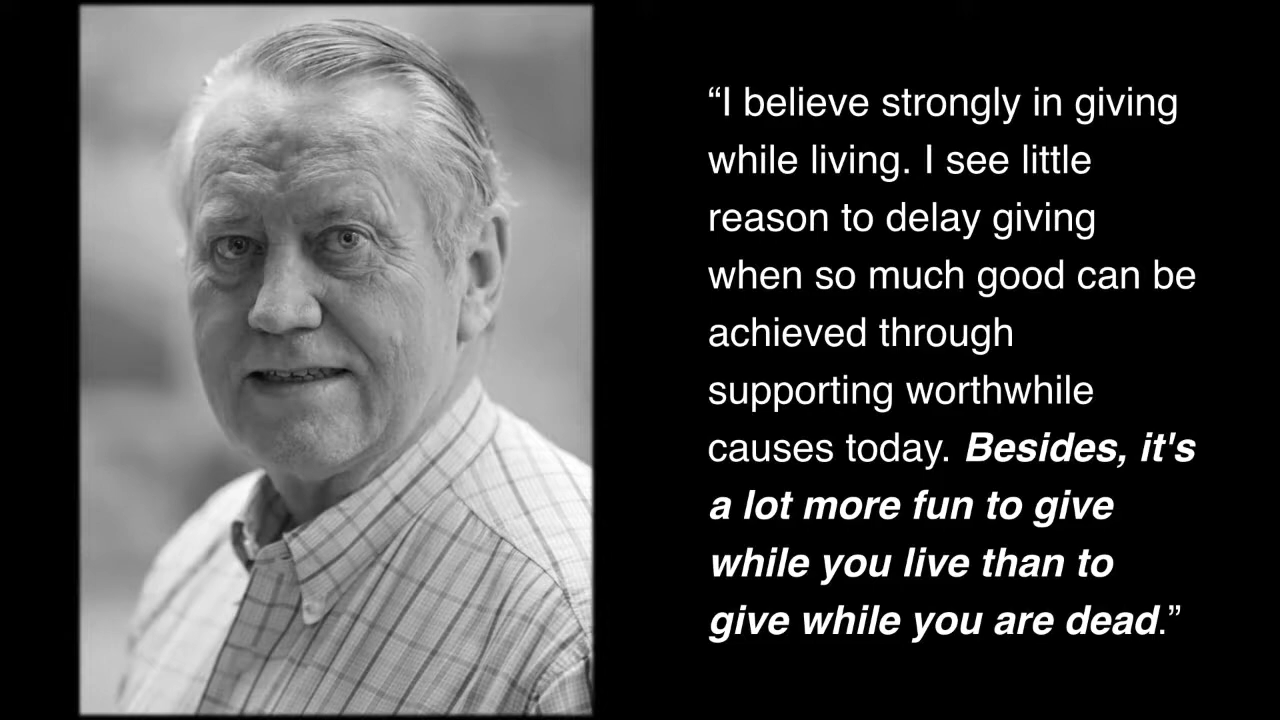 “I believe strongly in giving
while living. I see little
reason to delay giving
when so much good can be
achieved through
supporting worthwhile
causes today. Besides, it's
a lot more fun to give
while you live than to
give while you are dead.”